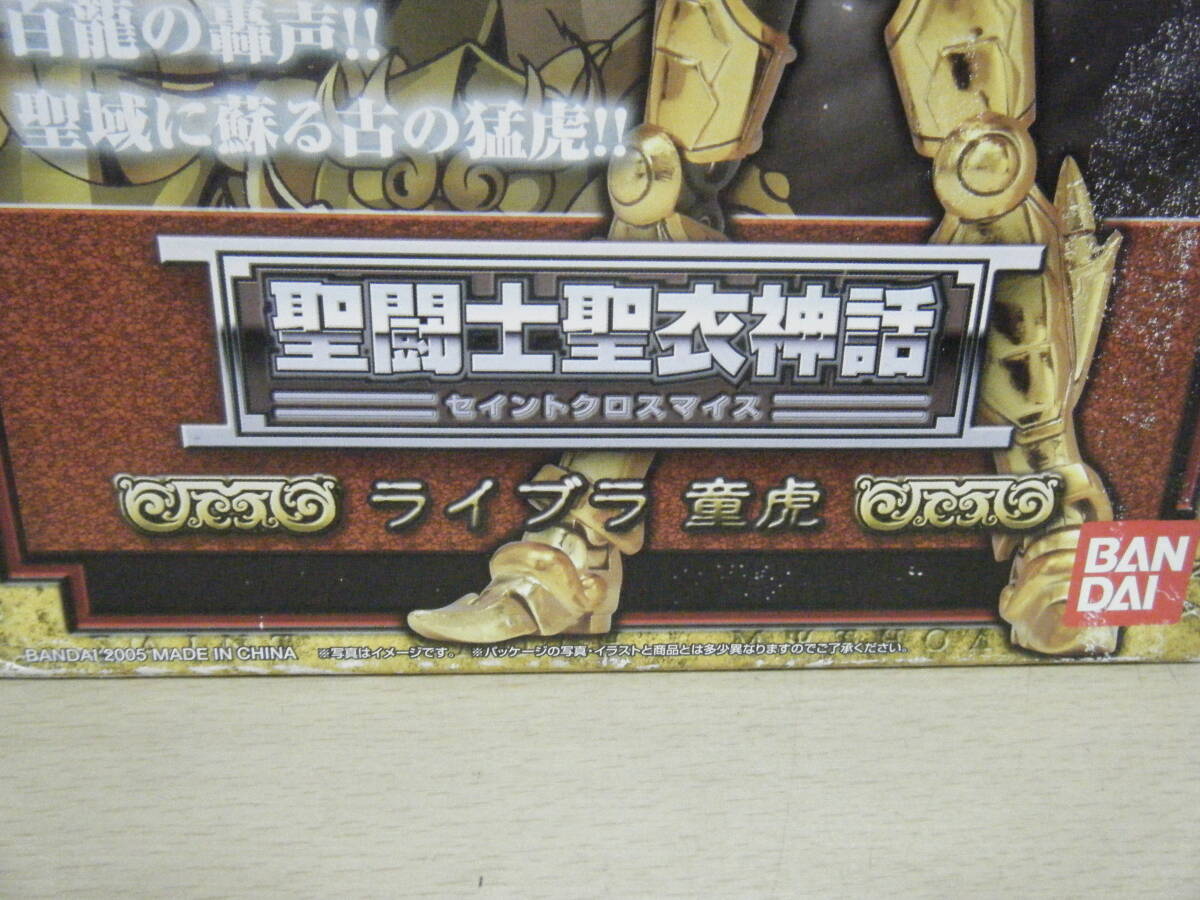 百龍の轟声!!
聖域に蘇る古の猛虎!!
聖闘士聖衣神話
セイントクロスマイス
ライブラ 童虎
BAN
DAI
BANDAI 2005 MADE IN CHINA ※写真はイメージです。 ※パッケージの写真・イラストと商品とは多少異なりますのでご了承ください。